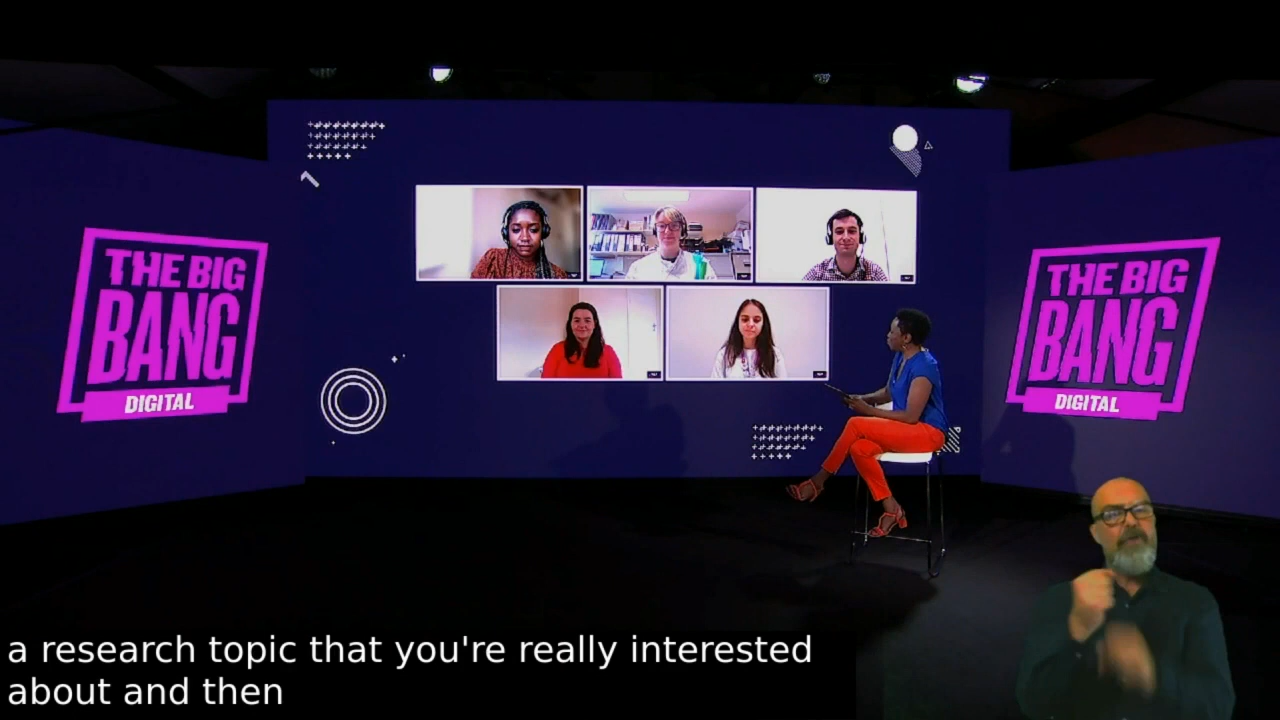 THE BIG
BANG
DIGITAL
THE BIG
BANG
DIGITAL
a research topic that you're really interested
about and then